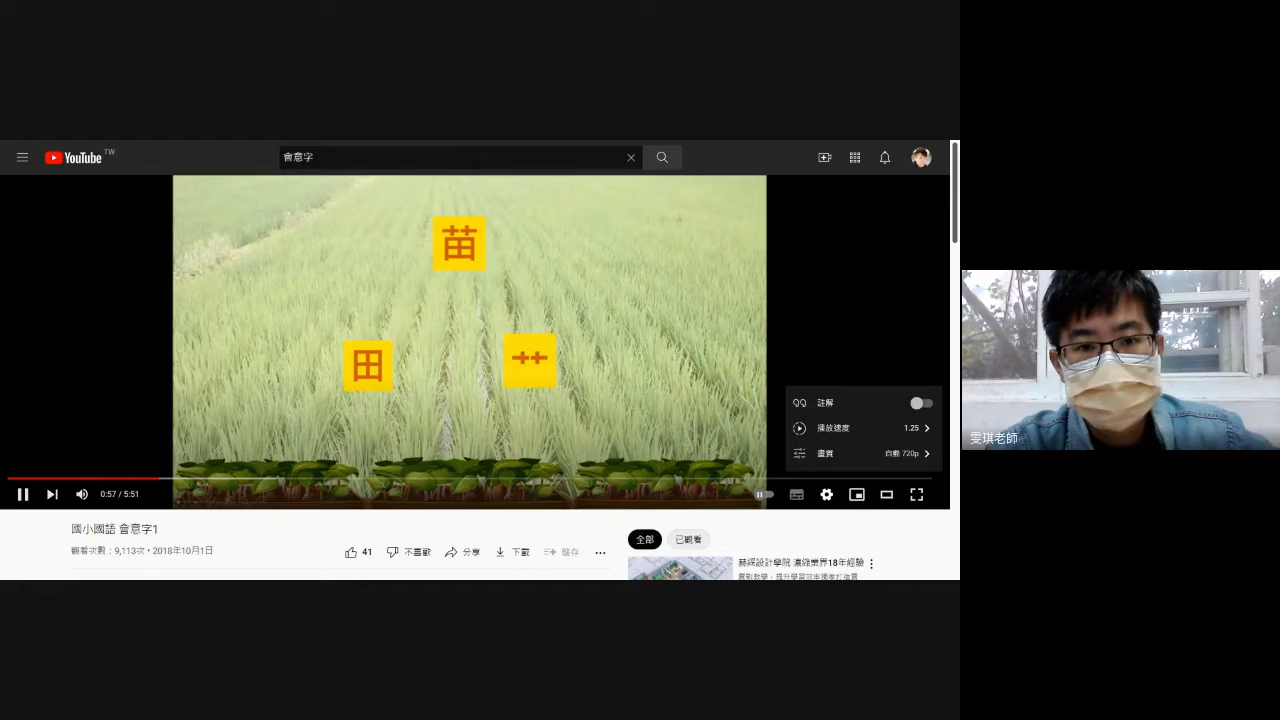 YouTube TW
會意字
苗
田
艹
註解
播放速度 1.25
畫質 自動 720p
0:57 / 5:51
國小國語 會意字1
觀看次數：9,113次 • 2018年10月1日
41 不喜歡 分享 下載 儲存
全部 已觀看
赫綵設計學院 濃縮業界18年經驗
雯琪老師